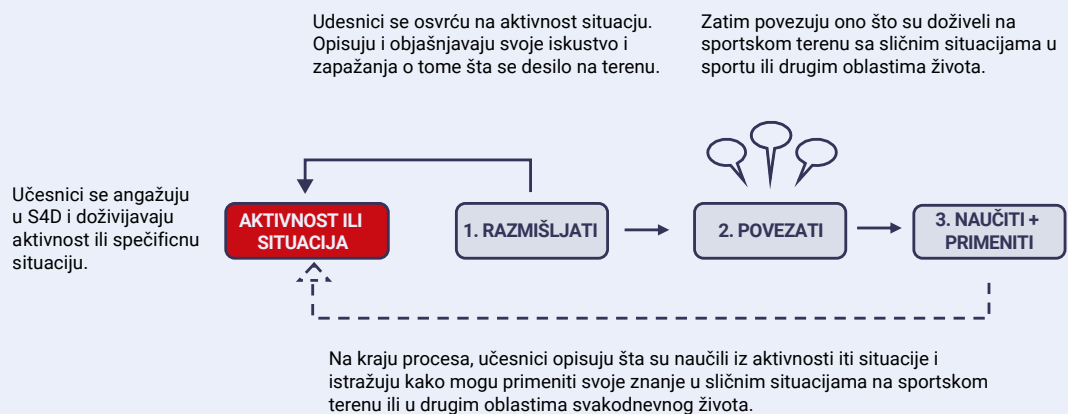 Udesnici se osvrću na aktivnost situacju.
Opisuju i objašnjavaju svoje iskustvo i
zapažanja o tome šta se desilo na terenu.
Zatim povezuju ono što su doživeli na
sportskom terenu sa sličnim situacijama u
sportu ili drugim oblastima života.
Učesnici se angažuju
u S4D i doživijavaju
aktivnost ili spečificnu
situaciju.
AKTIVNOST ILI
SITUACIJA
1. RAZMIŠLJATI
2. POVEZATI
3. NAUČITI +
PRIMENITI
Na kraju procesa, učesnici opisuju šta su naučili iz aktivnosti iti situacije i
istražuju kako mogu primeniti svoje znanje u sličnim situacijama na sportskom
terenu ili u drugim oblastima svakodnevnog života.